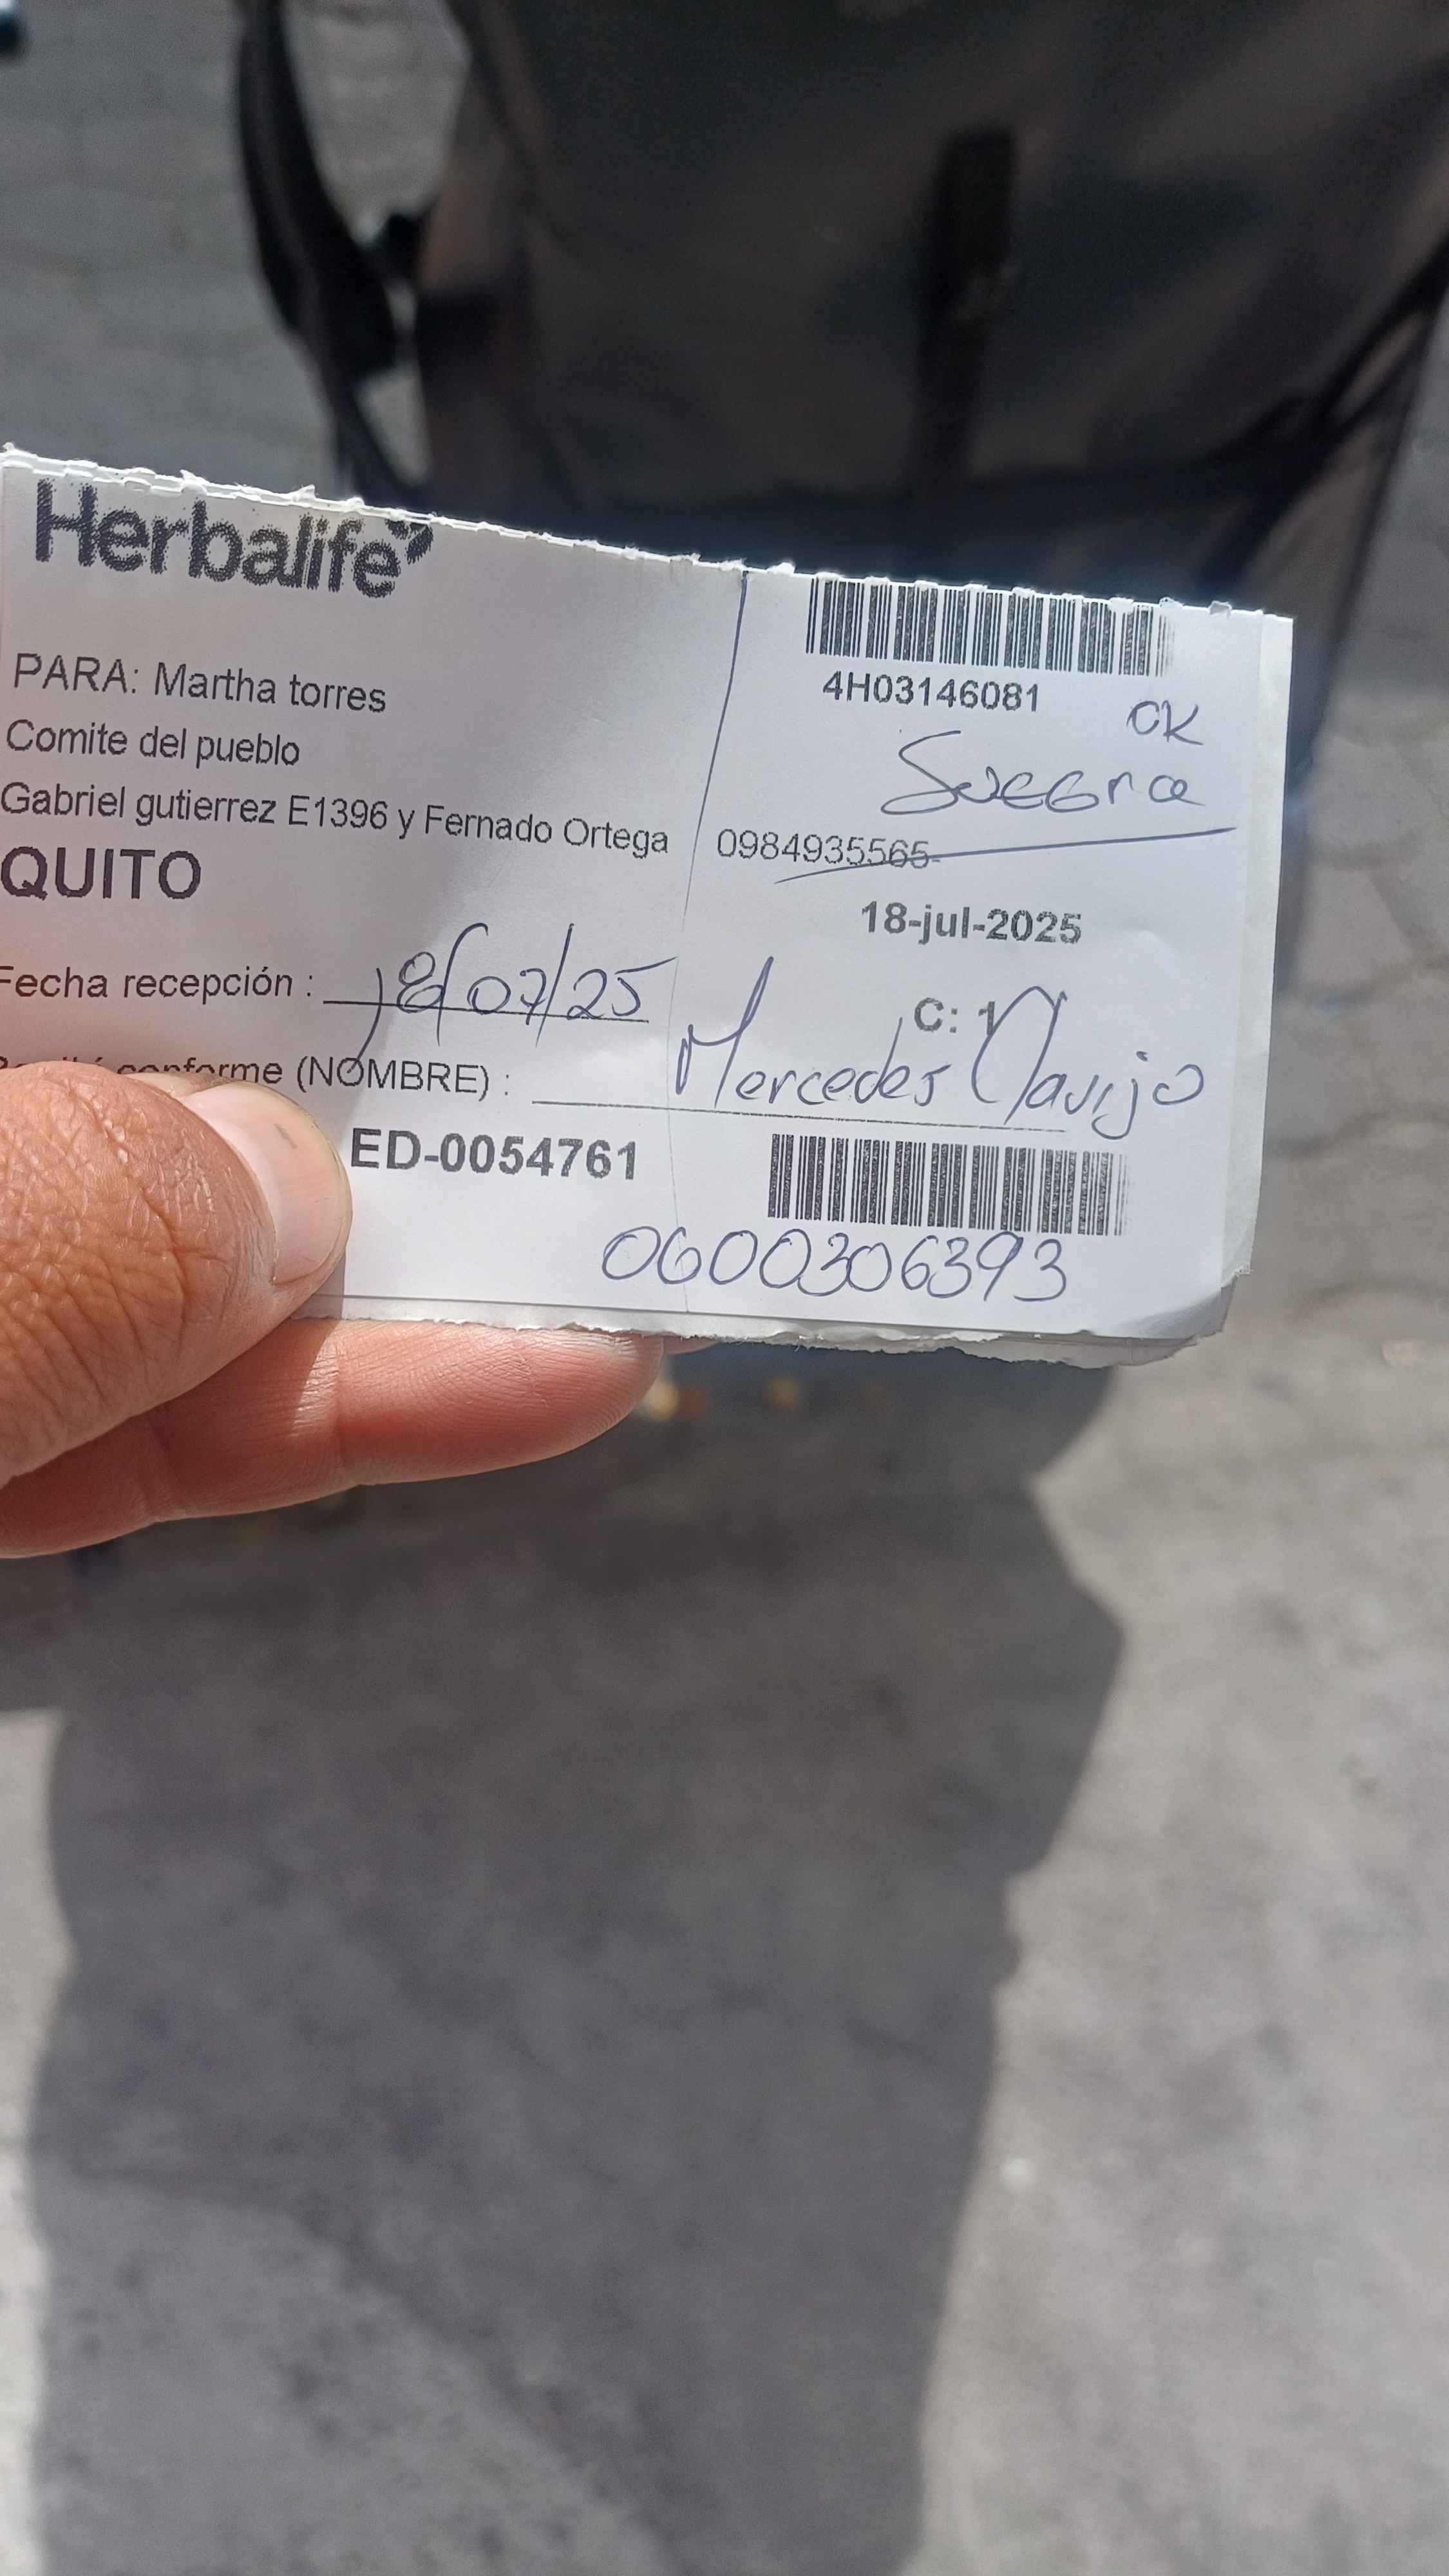 Herbalife
4H03146081
OK
PARA: Martha torres
Suegra
Comite del pueblo
Gabriel gutierrez E1396 y Fernado Ortega 0984935565
QUITO
18-jul-2025
Fecha recepción : 18/07/25
C: 1
conforme (NOMBRE) : Mercedes Clavijo
ED-0054761
0600306393